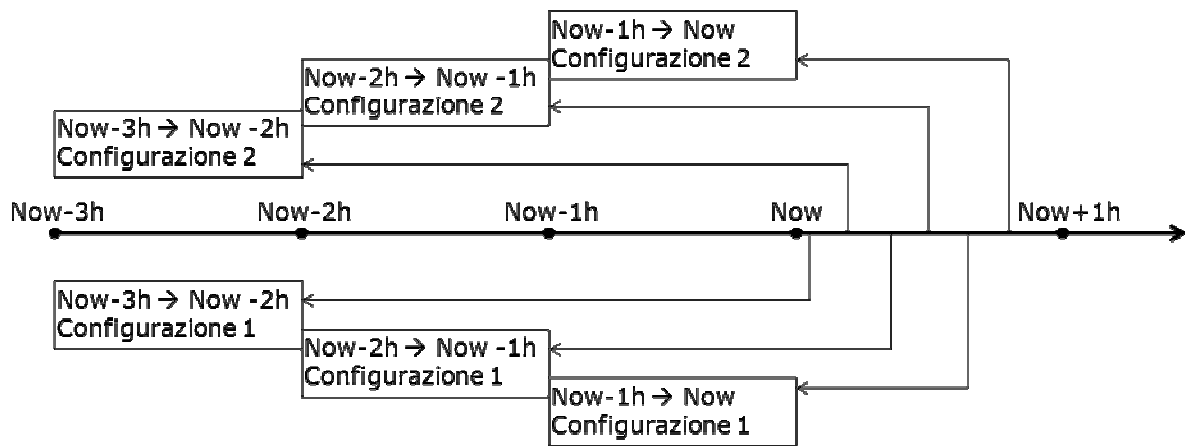 Now-1h → Now
Configurazione 2
Now-2h → Now -1h
Configurazione 2
Now-3h → Now -2h
Configurazione 2
Now-3h
Now-2h
Now-1h
Now
Now+1h
Now-3h → Now -2h
Configurazione 1
Now-2h → Now -1h
Configurazione 1
Now-1h → Now
Configurazione 1